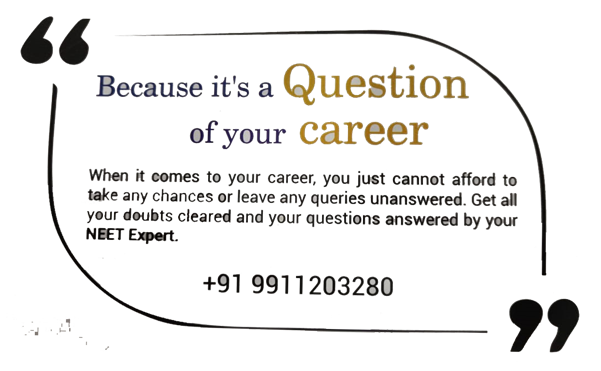 Because it's a Question
of your career
When it comes to your career, you just cannot afford to
take any chances or leave any queries unanswered. Get all
your doubts cleared and your questions answered by your
NEET Expert.
+91 9911203280